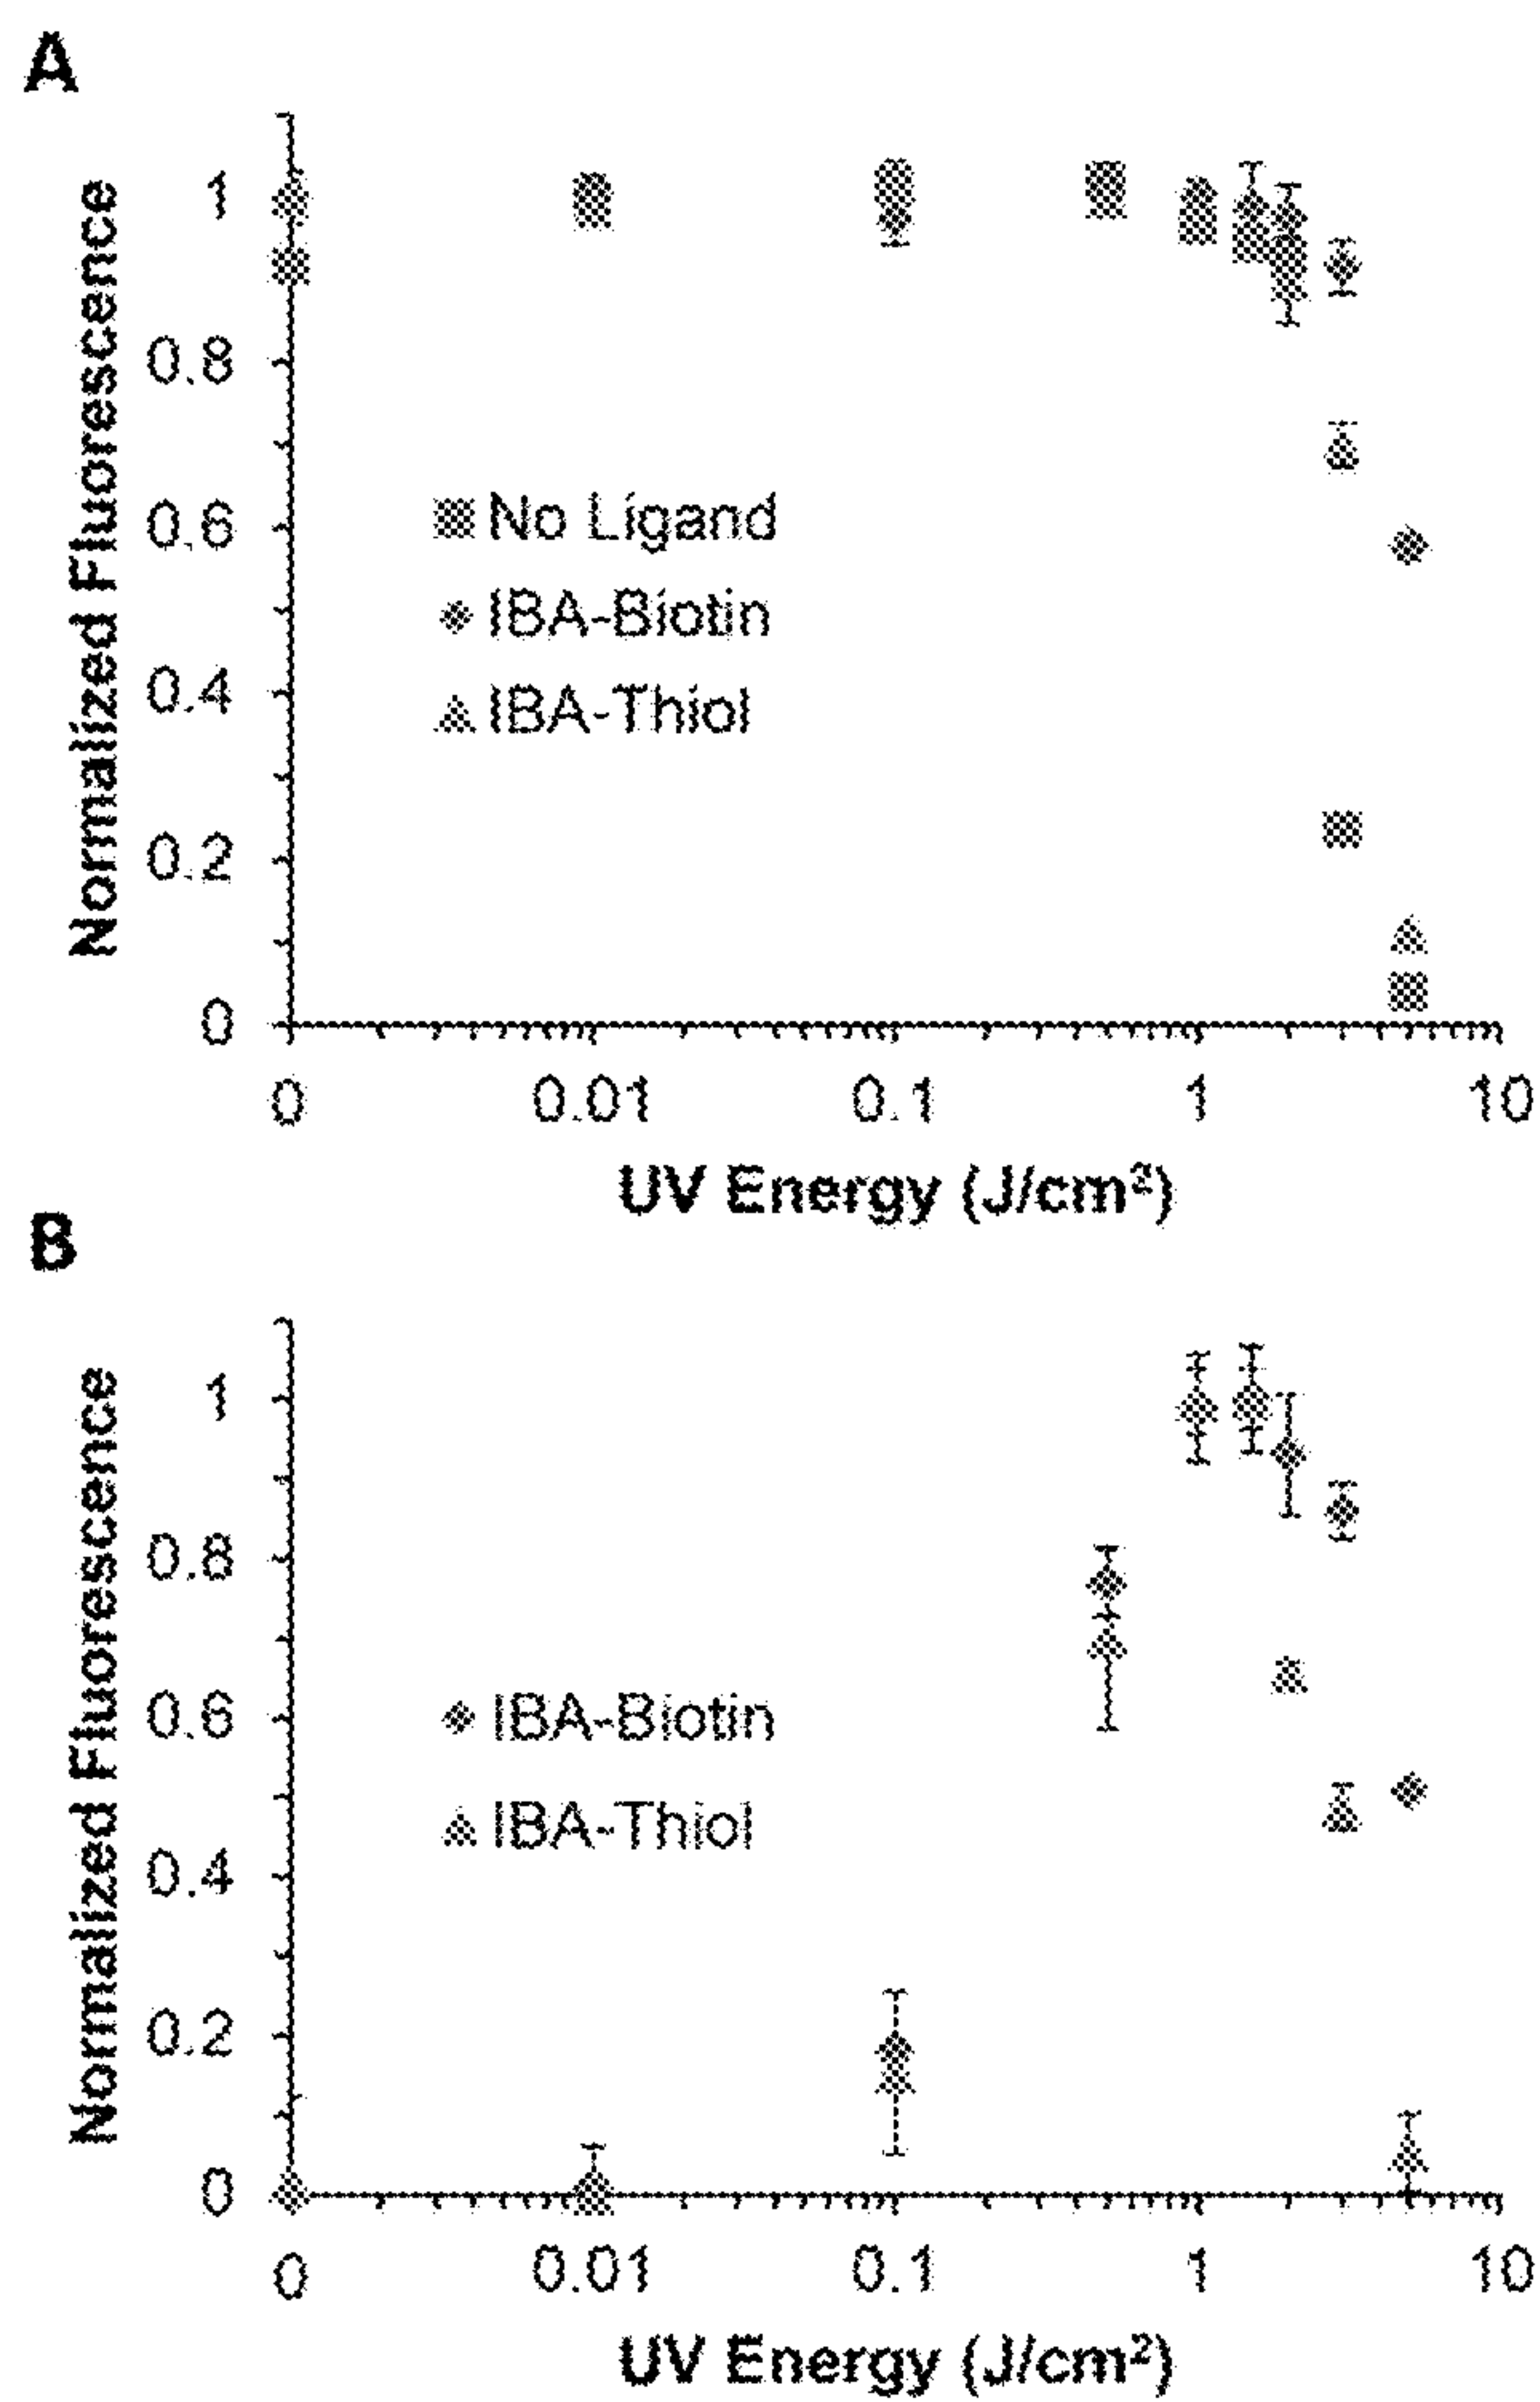 A
Normalized Fluorescence
1
0.8
0.6
0.4
0.2
0
No Ligand
IBA-Biotin
IBA-Thiol
0 0.01 0.1 1 10
UV Energy (J/cm²)
B
Normalized Fluorescence
1
0.8
0.6
0.4
0.2
0
IBA-Biotin
IBA-Thiol
0 0.01 0.1 1 10
UV Energy (J/cm²)